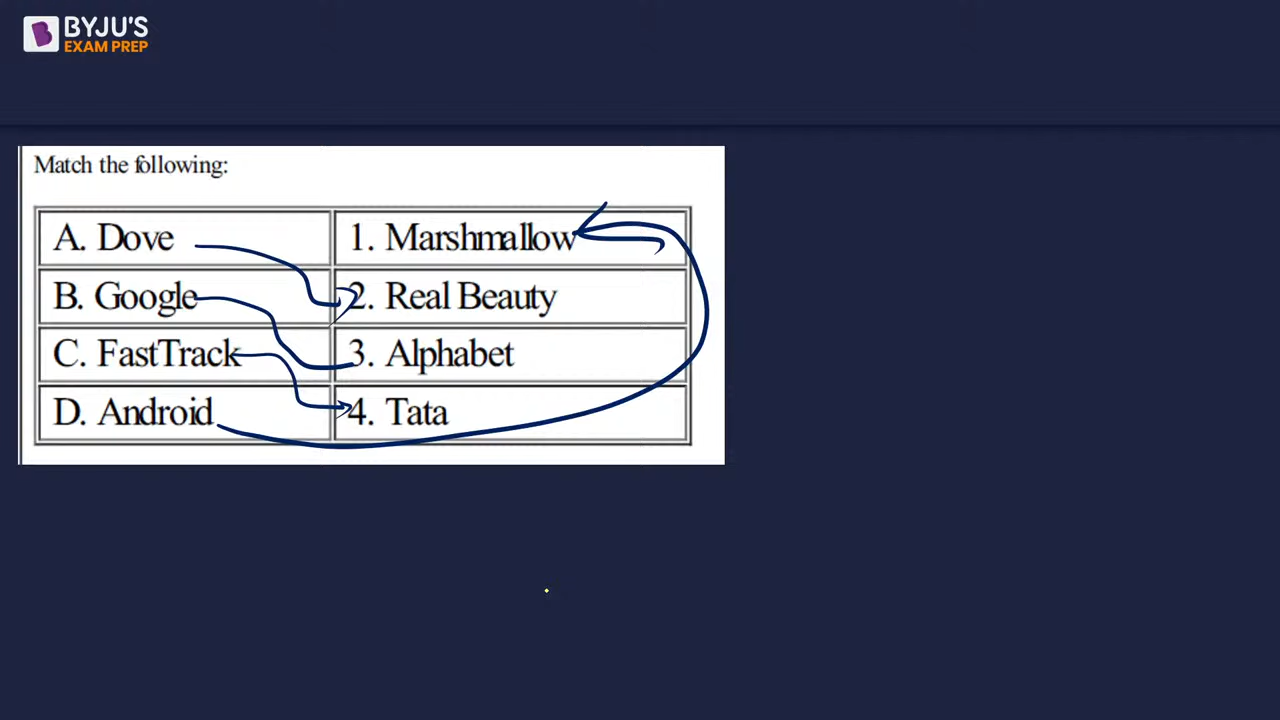 BYJU'S
EXAM PREP
Match the following:
A. Dove 1. Marshmallow
B. Google 2. Real Beauty
C. FastTrack 3. Alphabet
D. Android 4. Tata